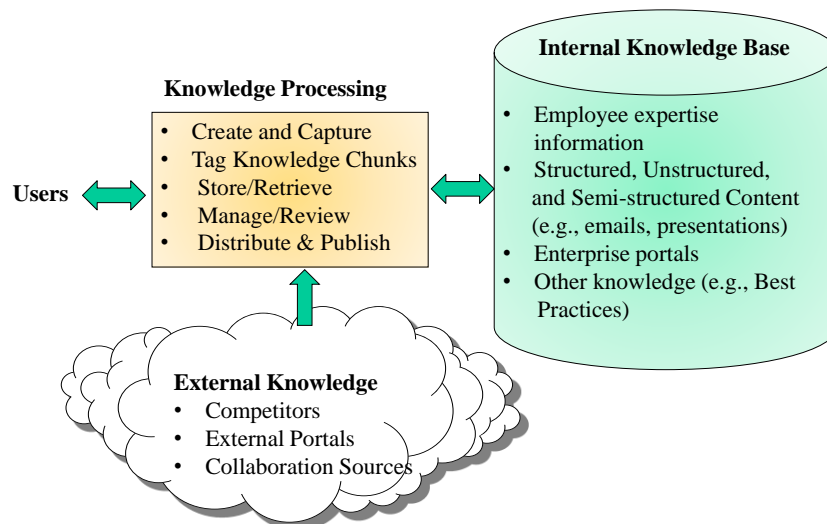 Internal Knowledge Base
Knowledge Processing
• Create and Capture
• Tag Knowledge Chunks
• Store/Retrieve
• Manage/Review
• Distribute & Publish
Users
• Employee expertise
information
• Structured, Unstructured,
and Semi-structured Content
(e.g., emails, presentations)
• Enterprise portals
• Other knowledge (e.g., Best
Practices)
External Knowledge
• Competitors
• External Portals
• Collaboration Sources